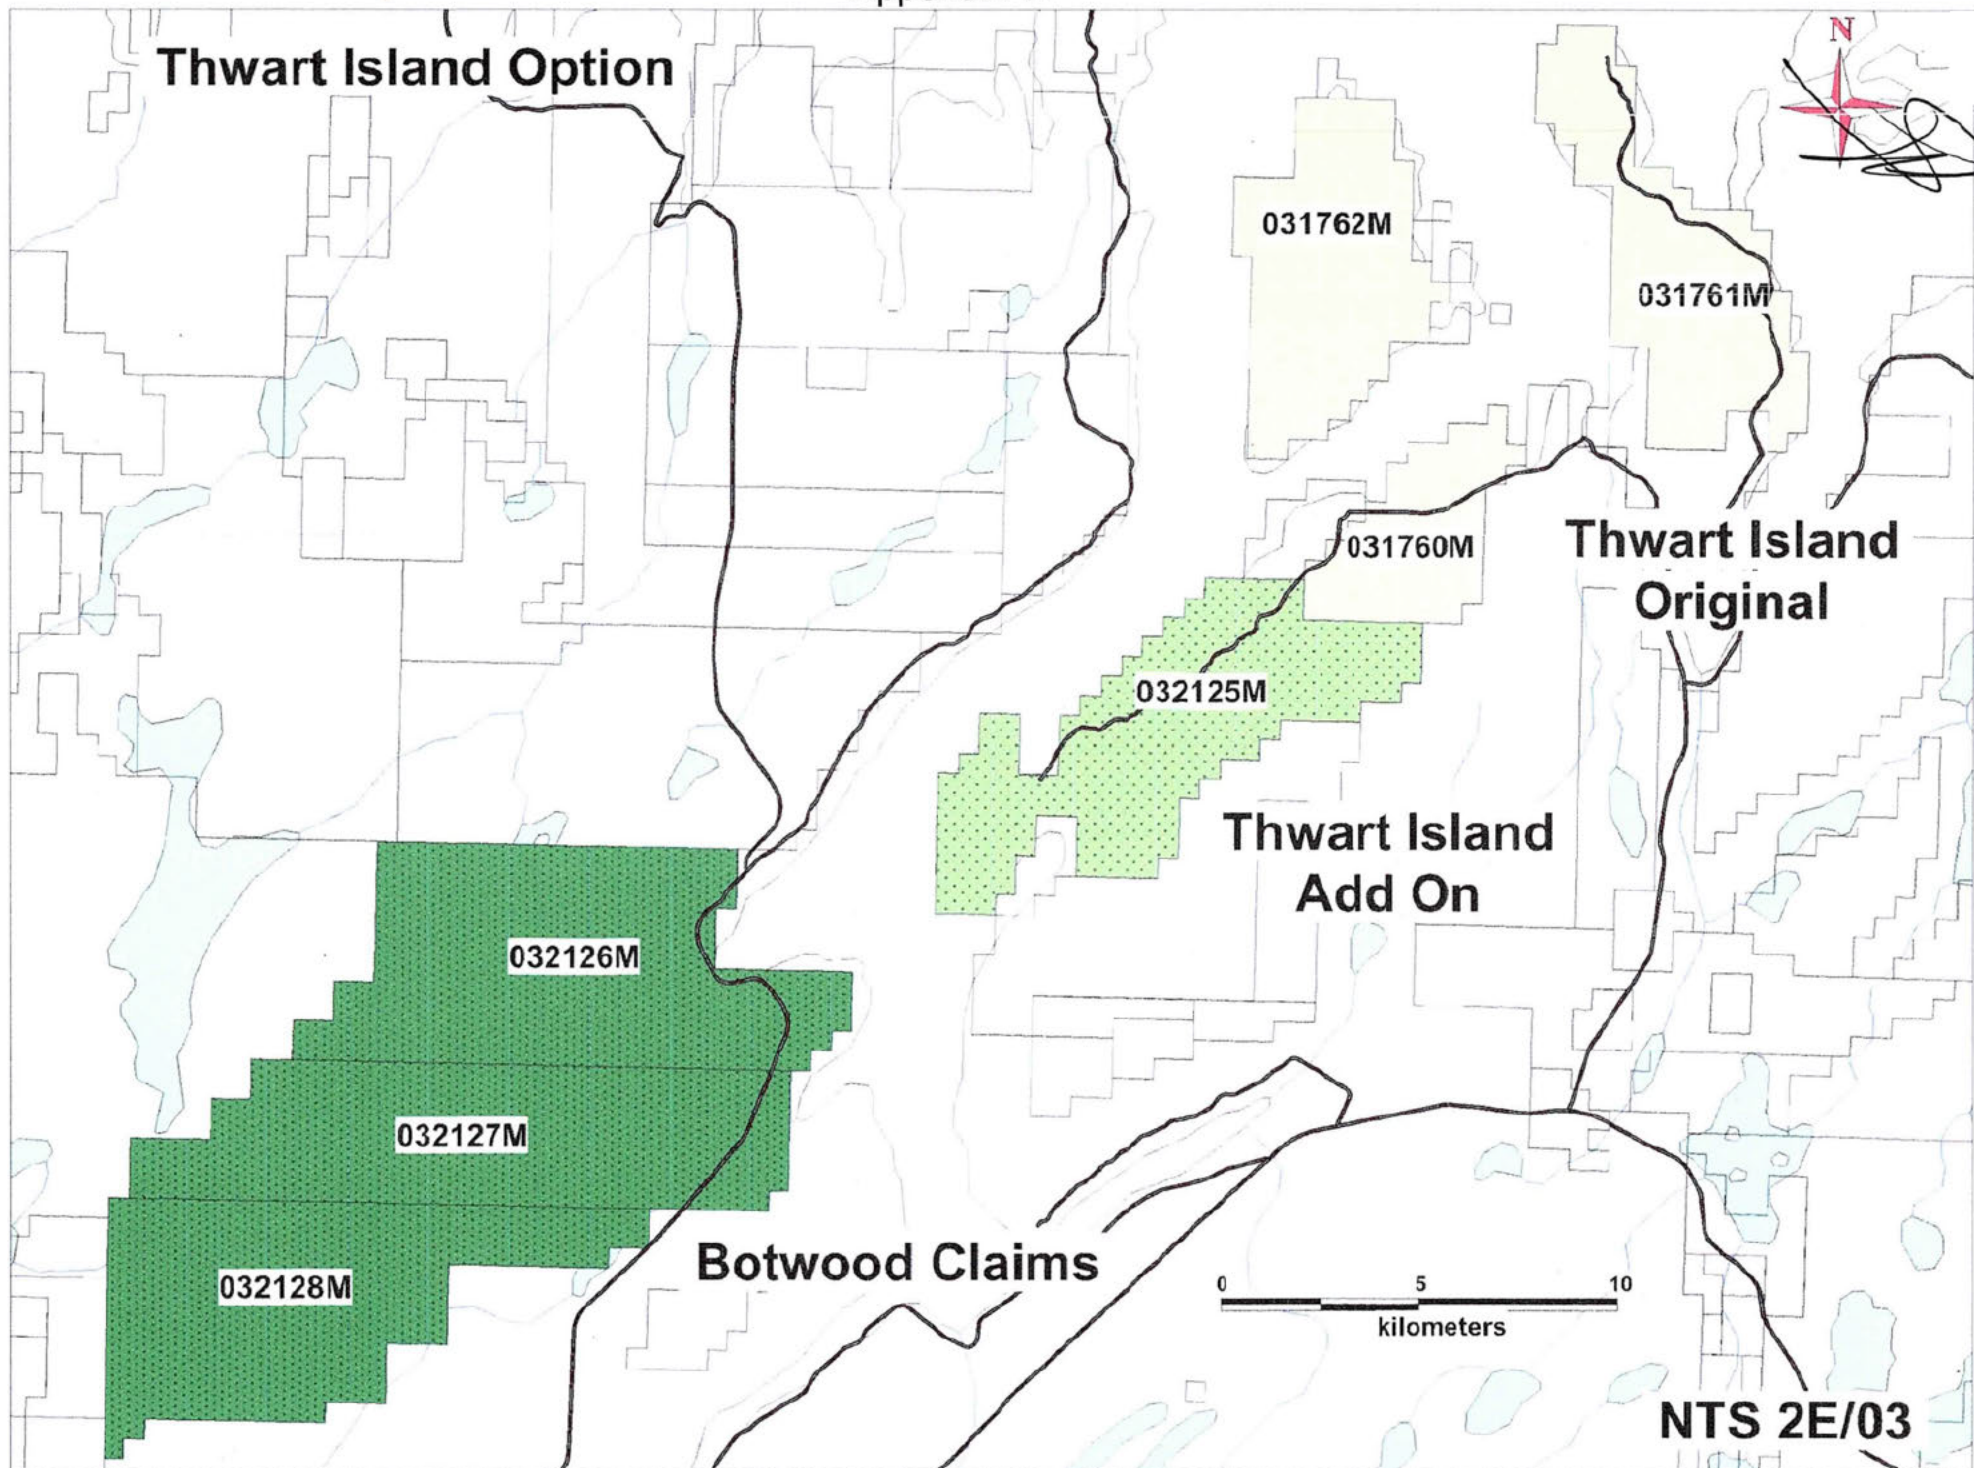 Thwart Island Option
N
031762M
031761M
031760M
Thwart Island
Original
032125M
Thwart Island
Add On
032126M
032127M
032128M
Botwood Claims
0 5 10
kilometers
NTS 2E/03